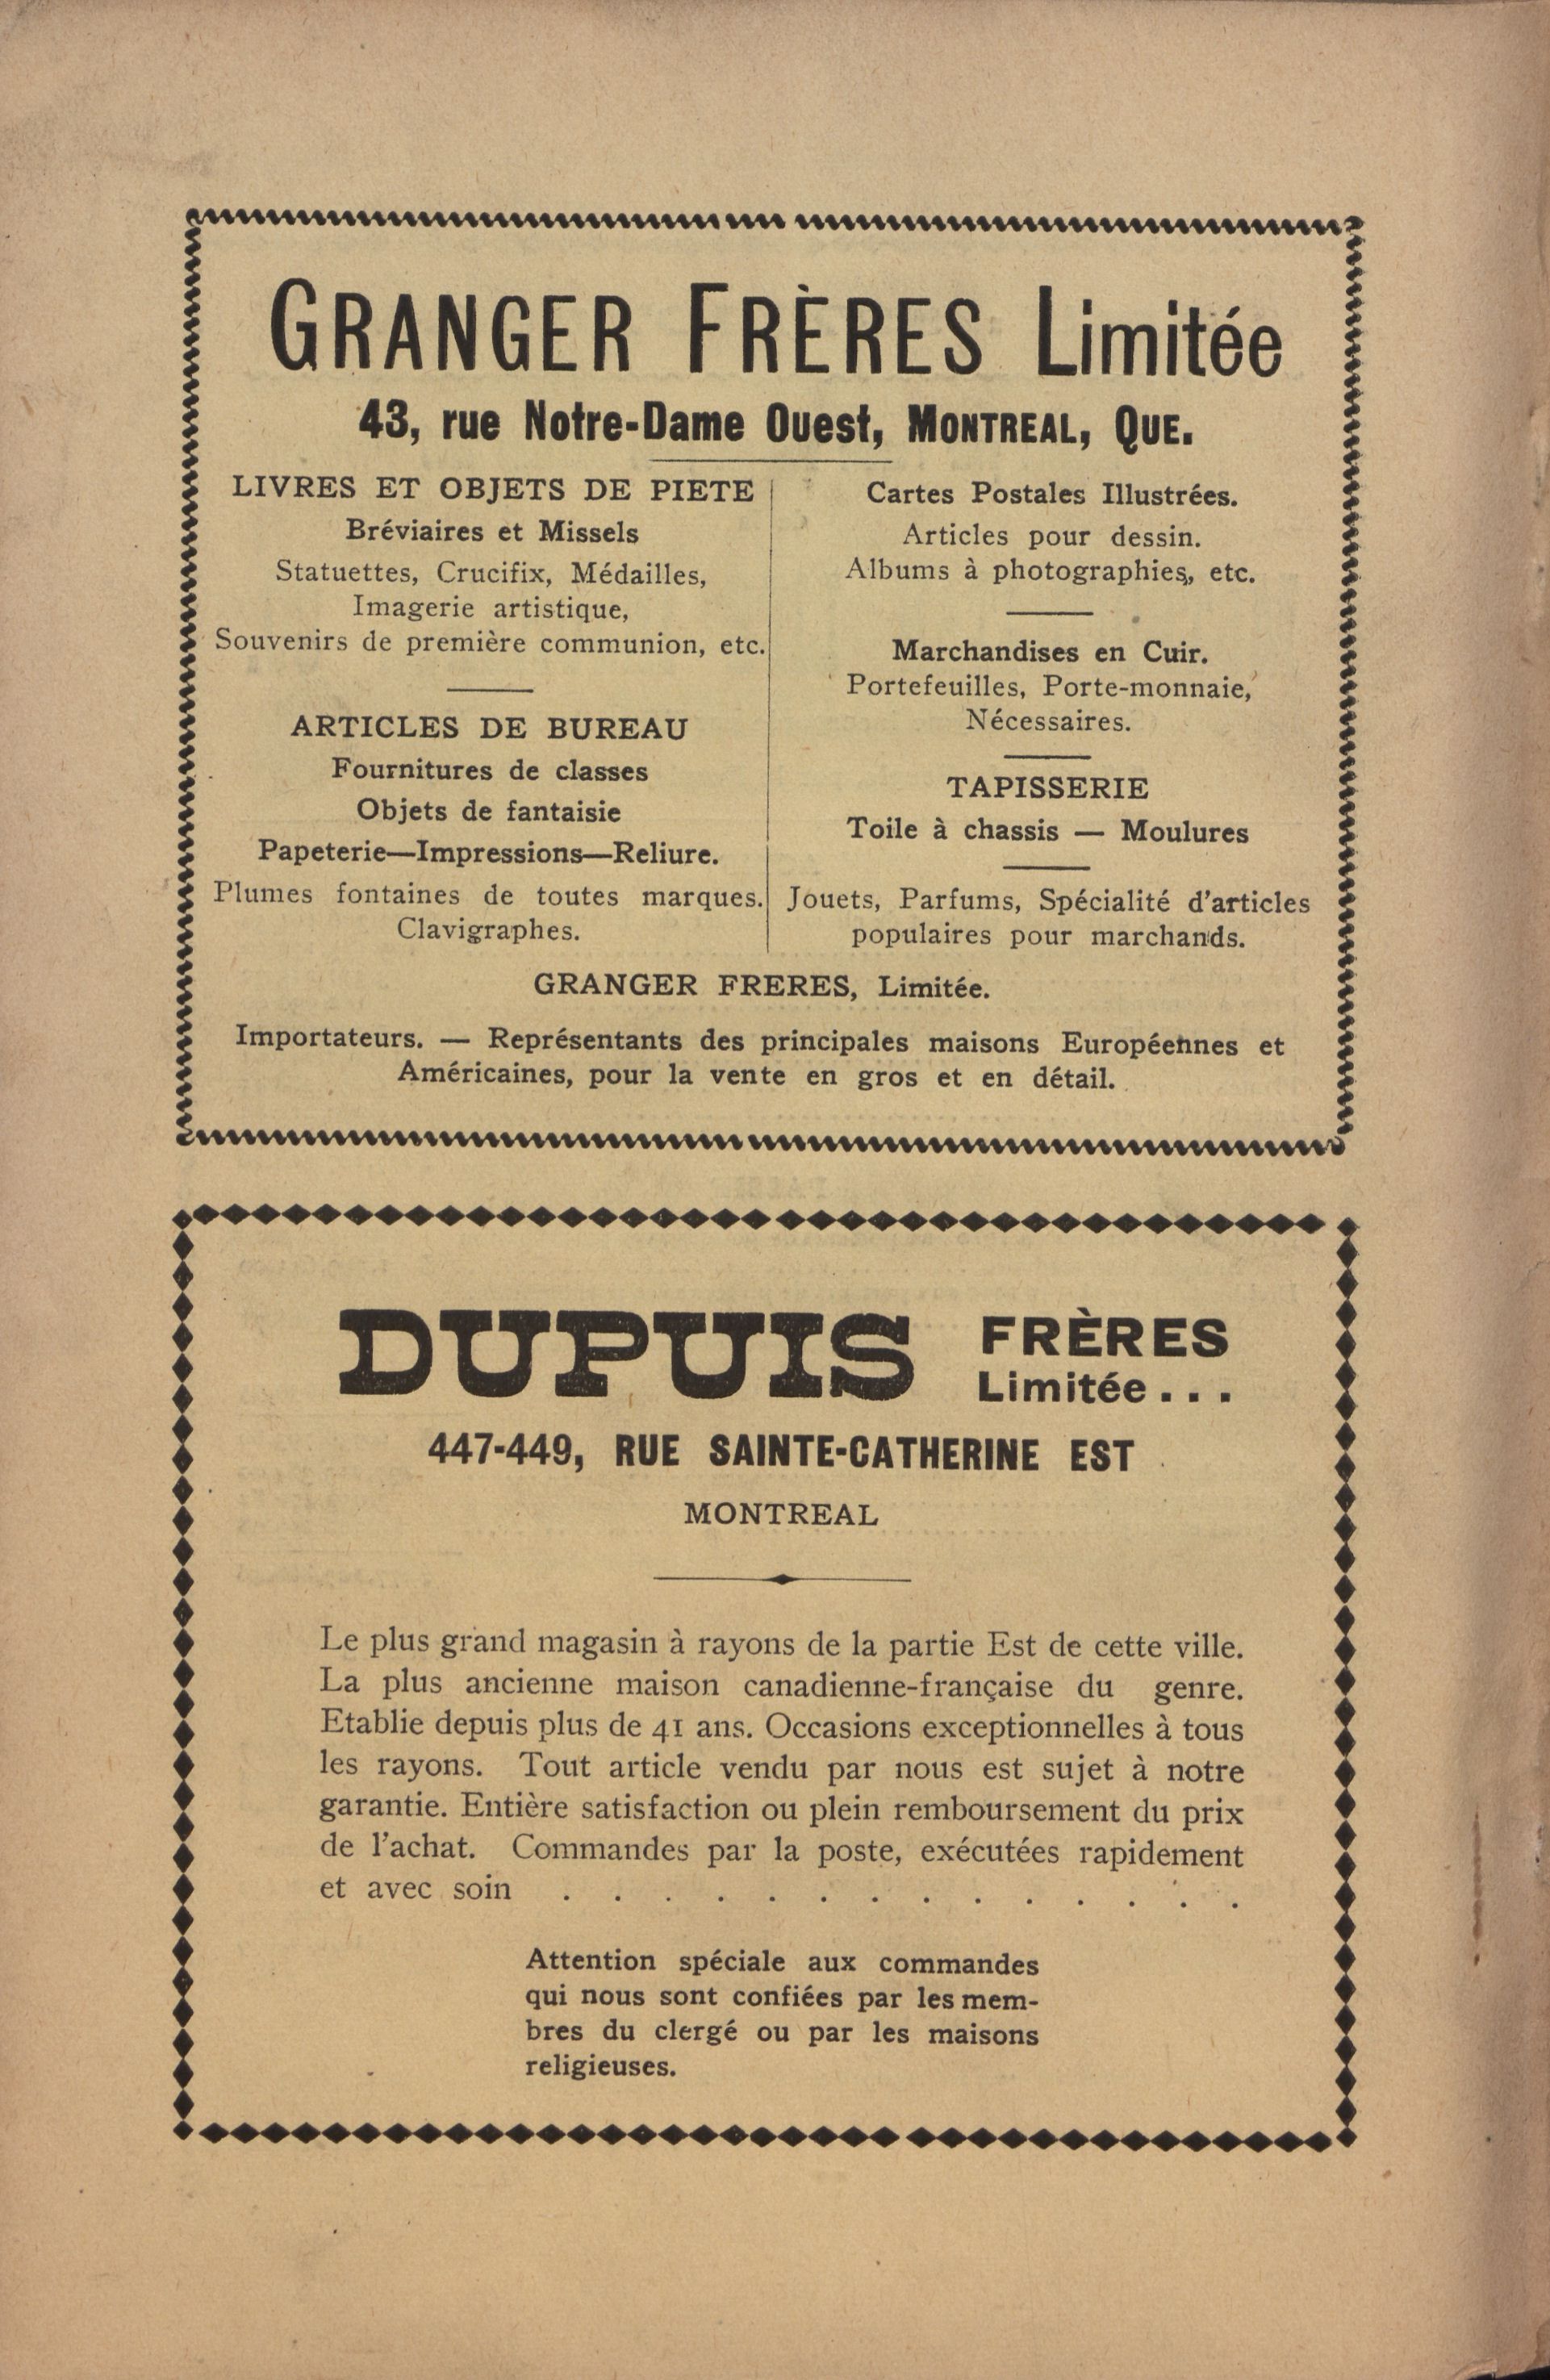 GRANGER FRÈRES Limitée
43, rue Notre-Dame Ouest, MONTREAL, QUE.
LIVRES ET OBJETS DE PIETE
Bréviaires et Missels
Statuettes, Crucifix, Médailles,
Imagerie artistique,
Souvenirs de première communion, etc.
ARTICLES DE BUREAU
Fournitures de classes
Objets de fantaisie
Papeterie—Impressions—Reliure.
Plumes fontaines de toutes marques.
Clavigraphes.
Cartes Postales Illustrées.
Articles pour dessin.
Albums à photographies, etc.
Marchandises en Cuir.
Portefeuilles, Porte-monnaie,
Nécessaires.
TAPISSERIE
Toile à chassis — Moulures
Jouets, Parfums, Spécialité d'articles
populaires pour marchands.
GRANGER FRERES, Limitée.
Importateurs. — Représentants des principales maisons Européennes et
Américaines, pour la vente en gros et en détail.
DUPUIS FRÈRES
Limitée...
447-449, RUE SAINTE-CATHERINE EST
MONTREAL
Le plus grand magasin à rayons de la partie Est de cette ville.
La plus ancienne maison canadienne-française du genre.
Etablie depuis plus de 41 ans. Occasions exceptionnelles à tous
les rayons. Tout article vendu par nous est sujet à notre
garantie. Entière satisfaction ou plein remboursement du prix
de l'achat. Commandes par la poste, exécutées rapidement
et avec soin . . . . . . . . . . . . . .
Attention spéciale aux commandes
qui nous sont confiées par les mem-
bres du clergé ou par les maisons
religieuses.